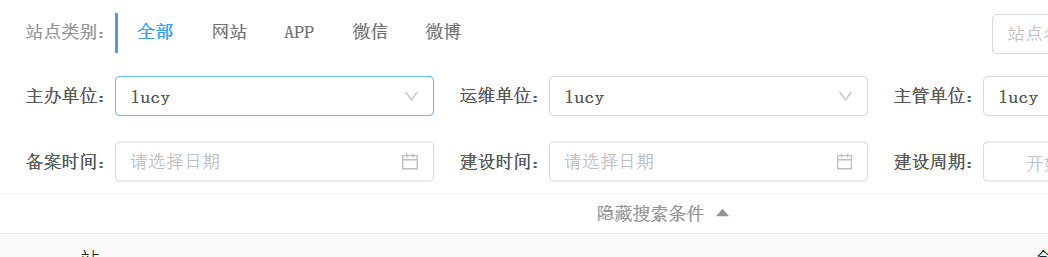 站点类别: 全部 网站 APP 微信 微博 站点
主办单位: lucy 运维单位: lucy 主管单位: lucy
备案时间: 请选择日期 建设时间: 请选择日期 建设周期: 开
隐藏搜索条件
站